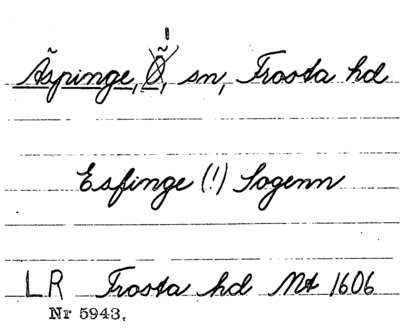 !
Äspinge, Ö, sn, Frosta hd
Esfinge (!) Sogenn
LR Frosta hd Mt 1606
Nr 5943.